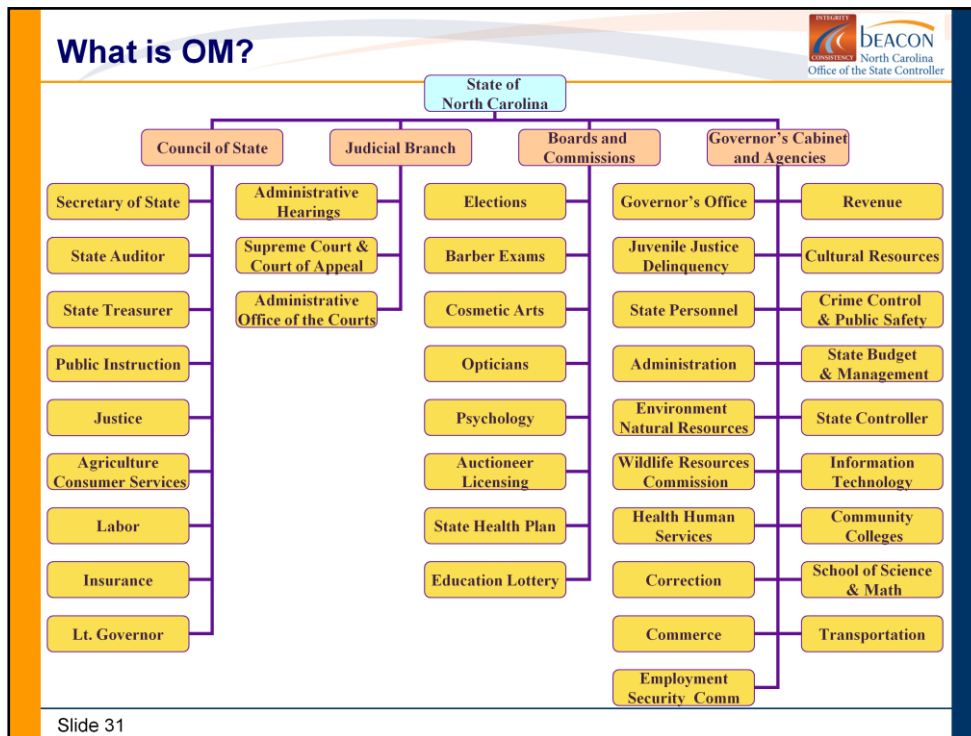 What is OM?
INTEGRITY
CONSISTENCY
bEACON
North Carolina
Office of the State Controller
State of
North Carolina
Council of State
Judicial Branch
Boards and
Commissions
Governor's Cabinet
and Agencies
Secretary of State
State Auditor
State Treasurer
Public Instruction
Justice
Agriculture
Consumer Services
Labor
Insurance
Lt. Governor
Administrative
Hearings
Supreme Court &
Court of Appeal
Administrative
Office of the Courts
Elections
Barber Exams
Cosmetic Arts
Opticians
Psychology
Auctioneer
Licensing
State Health Plan
Education Lottery
Governor's Office
Juvenile Justice
Delinquency
State Personnel
Administration
Environment
Natural Resources
Wildlife Resources
Commission
Health Human
Services
Correction
Commerce
Employment
Security Comm
Revenue
Cultural Resources
Crime Control
& Public Safety
State Budget
& Management
State Controller
Information
Technology
Community
Colleges
School of Science
& Math
Transportation
Slide 31